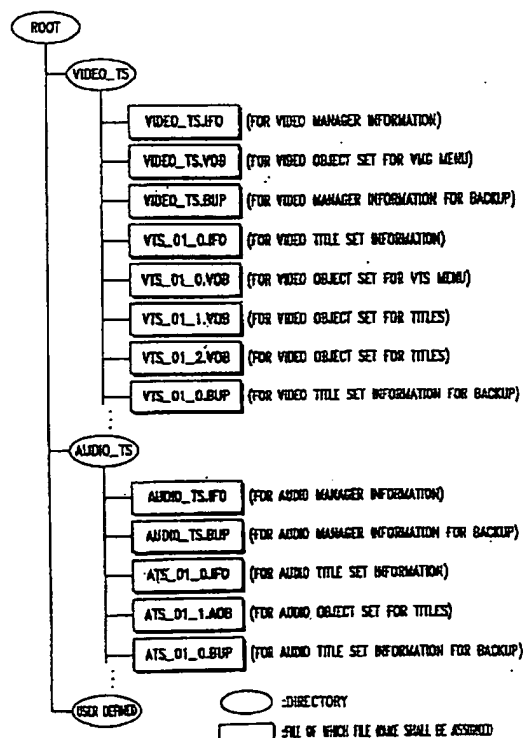 ROOT
VIDEO_TS
VIDEO_TS.IFO (FOR VIDEO MANAGER INFORMATION)
VIDEO_TS.VOB (FOR VIDEO OBJECT SET FOR VMG MENU)
VIDEO_TS.BUP (FOR VIDEO MANAGER INFORMATION FOR BACKUP)
VTS_01_0.IFO (FOR VIDEO TITLE SET INFORMATION)
VTS_01_0.VOB (FOR VIDEO OBJECT SET FOR VTS MENU)
VTS_01_1.VOB (FOR VIDEO OBJECT SET FOR TITLES)
VTS_01_2.VOB (FOR VIDEO OBJECT SET FOR TITLES)
VTS_01_0.BUP (FOR VIDEO TITLE SET INFORMATION FOR BACKUP)
AUDIO_TS
AUDIO_TS.IFO (FOR AUDIO MANAGER INFORMATION)
AUDIO_TS.BUP (FOR AUDIO MANAGER INFORMATION FOR BACKUP)
ATS_01_0.IFO (FOR AUDIO TITLE SET INFORMATION)
ATS_01_1.AOB (FOR AUDIO OBJECT SET FOR TITLES)
ATS_01_0.BUP (FOR AUDIO TITLE SET INFORMATION FOR BACKUP)
USER DEFINED
:DIRECTORY
:FILE OF WHICH FILE NAME SHALL BE ASSIGNED